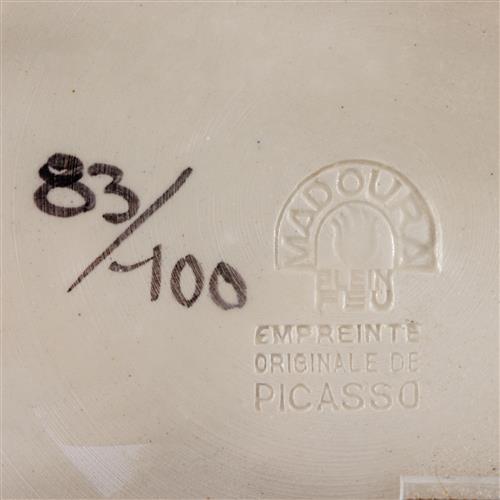 83/100
MADOURA
PLEIN
FEU
EMPREINTE
ORIGINALE DE
PICASSO